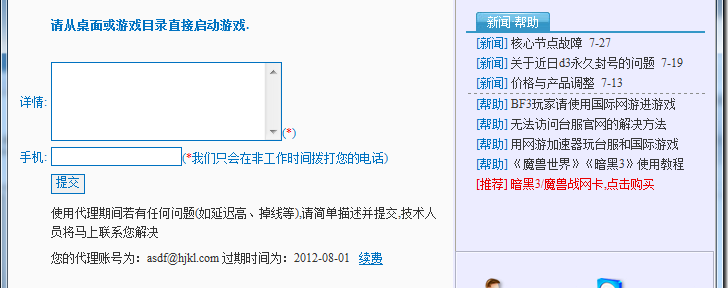 请从桌面或游戏目录直接启动游戏.
详情:
(*)
手机:
(*我们只会在非工作时间拨打您的电话)
提交
使用代理期间若有任何问题(如延迟高、掉线等),请简单描述并提交,技术人
员将马上联系您解决
您的代理账号为：asdf@hjkl.com 过期时间为：2012-08-01 续费
新闻 帮助
[新闻] 核心节点故障 7-27
[新闻] 关于近日d3永久封号的问题 7-19
[新闻] 价格与产品调整 7-13
[帮助] BF3玩家请使用国际网游进游戏
[帮助] 无法访问台服官网的解决方法
[帮助] 用网游加速器玩台服和国际游戏
[帮助] 《魔兽世界》《暗黑3》使用教程
[推荐] 暗黑3/魔兽战网卡,点击购买